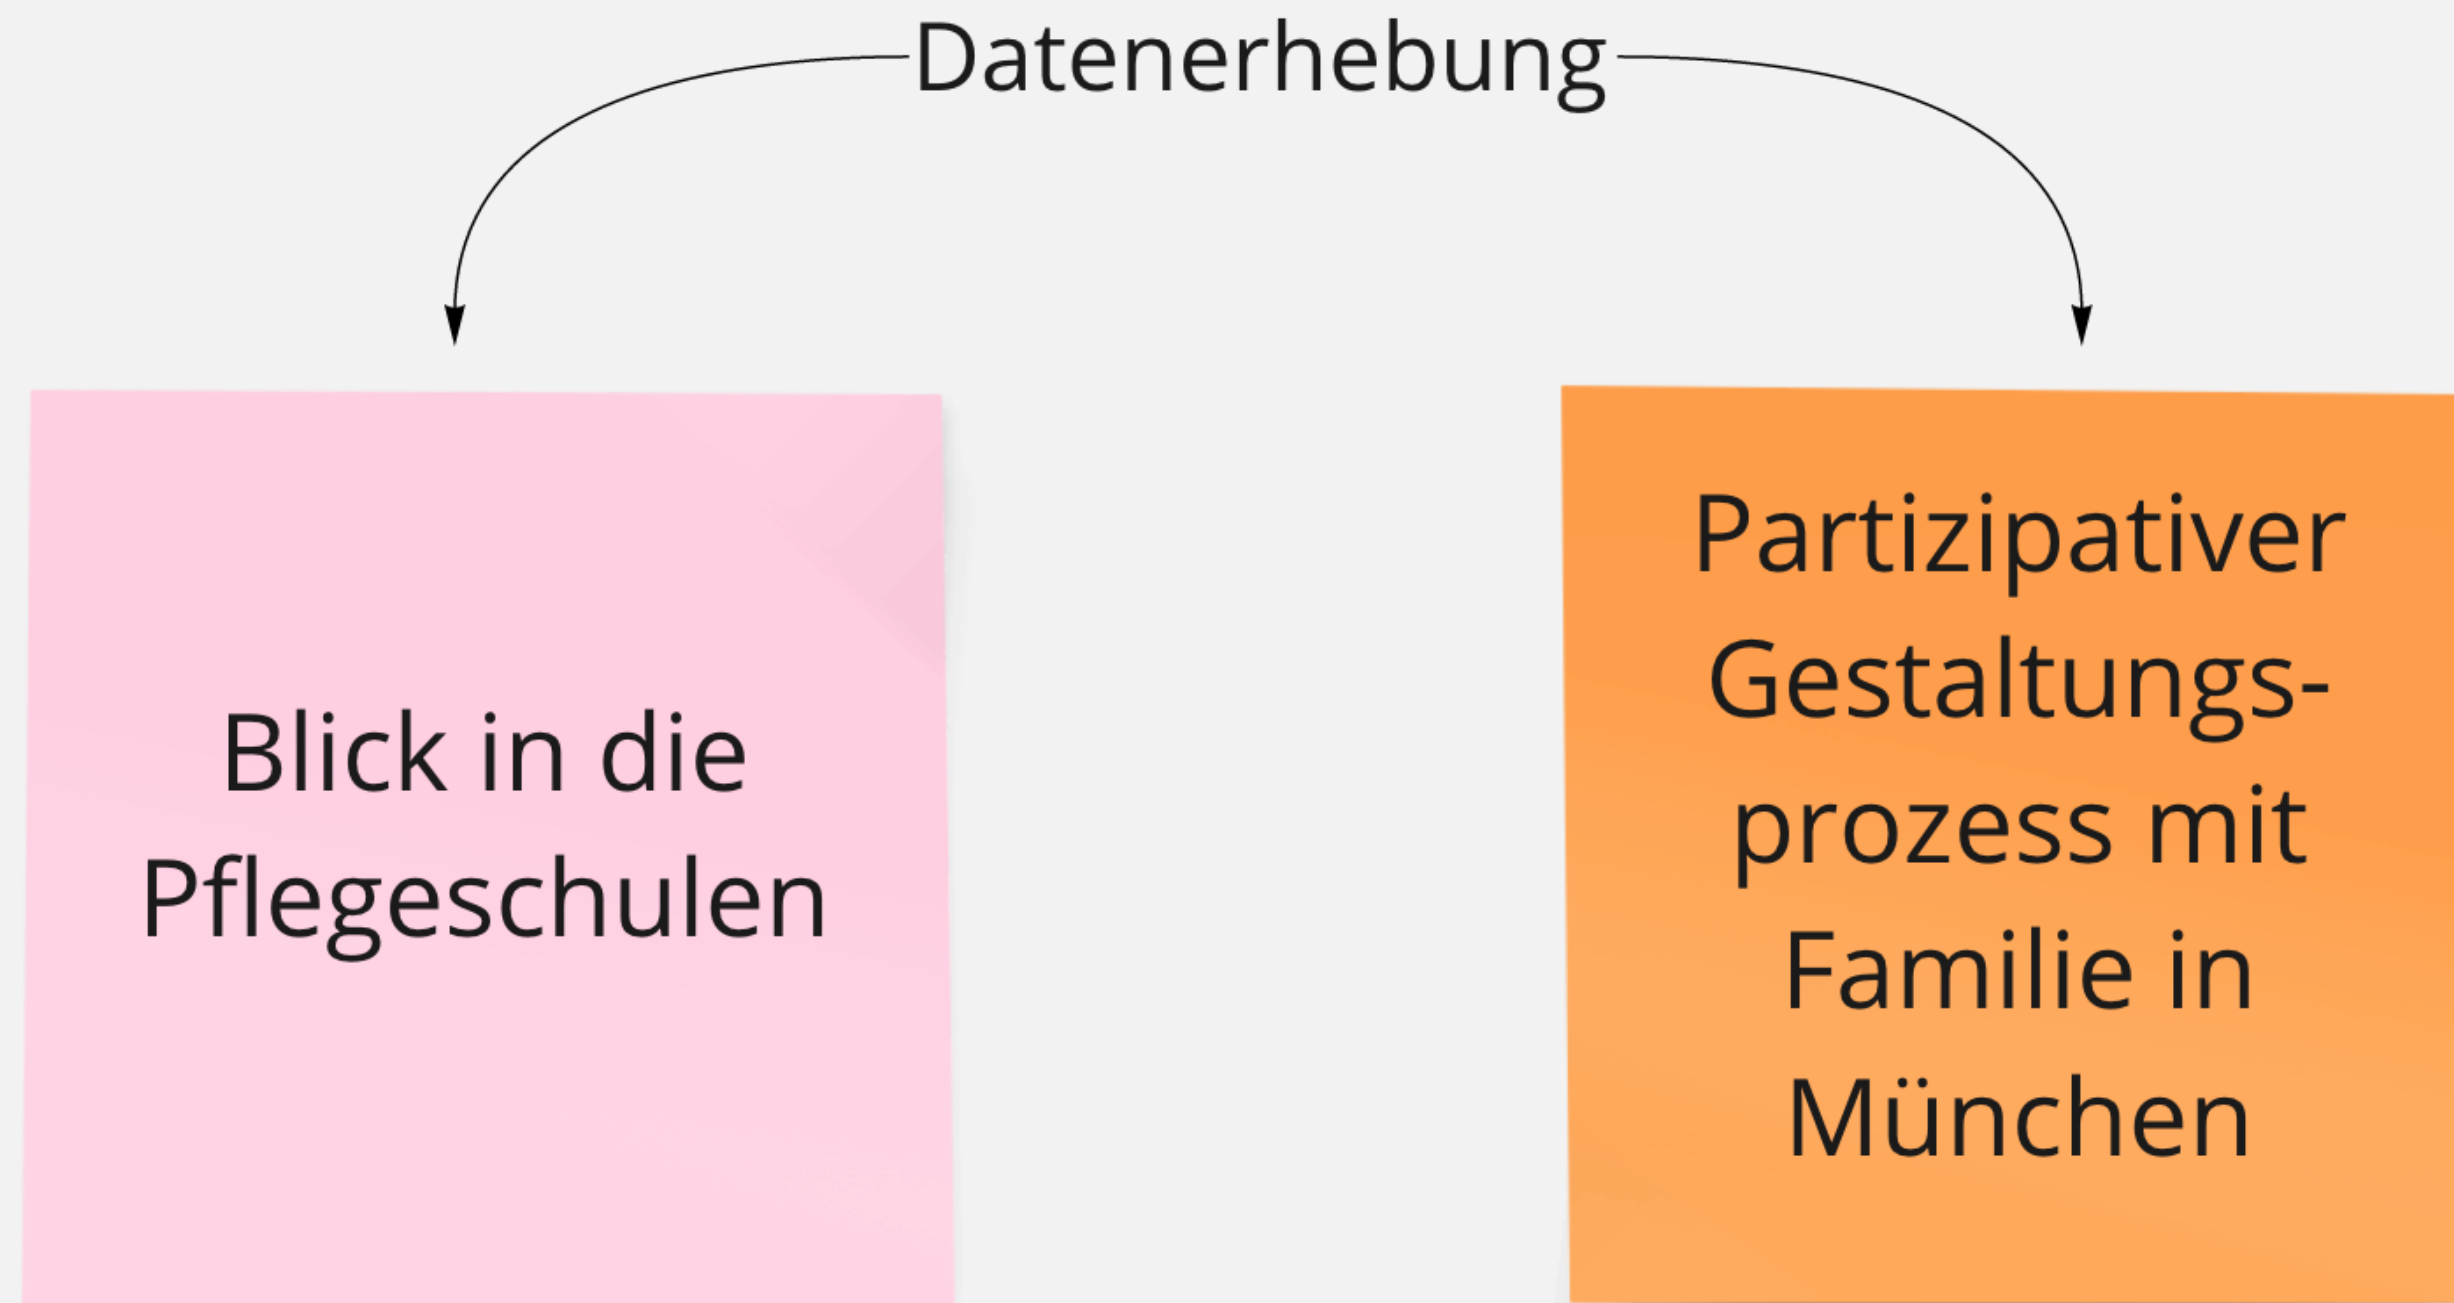 Datenerhebung
Blick in die
Pflegeschulen
Partizipativer
Gestaltungs-
prozess mit
Familie in
München